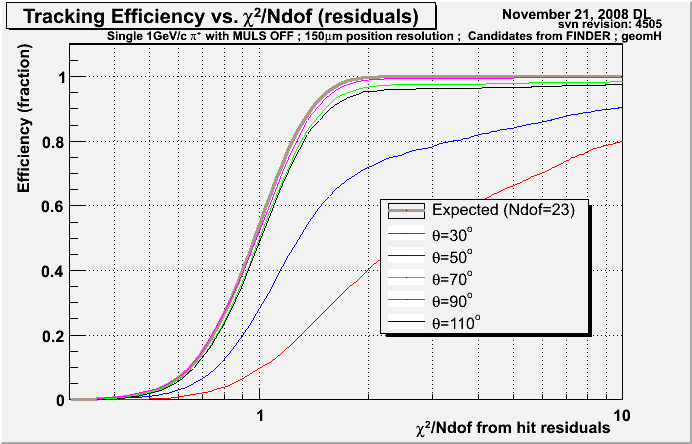 Tracking Efficiency vs. χ²/Ndof (residuals)
November 21, 2008 DL
svn revision: 4505
Single 1GeV/c π⁺ with MULS OFF ; 150μm position resolution ; Candidates from FINDER ; geomH
Efficiency (fraction)
1
0.8
0.6
0.4
0.2
0
Expected (Ndof=23)
θ=30°
θ=50°
θ=70°
θ=90°
θ=110°
1
10
χ²/Ndof from hit residuals